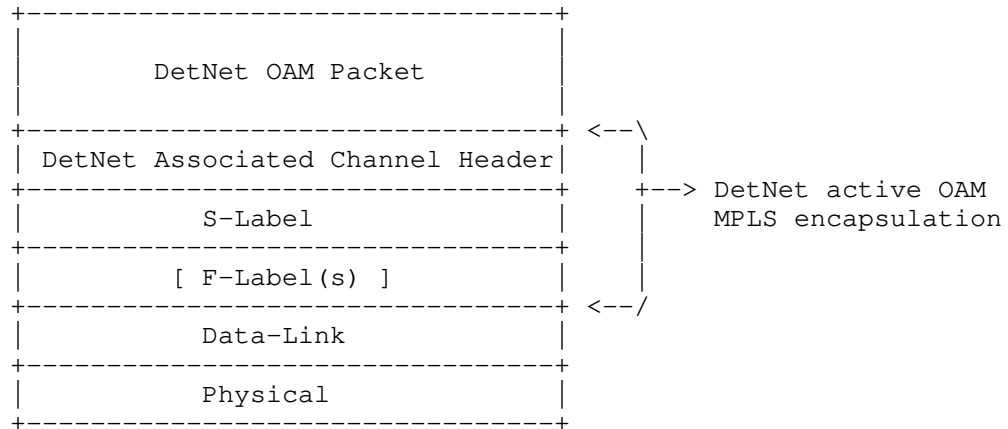 DetNet OAM Packet
DetNet Associated Channel Header
S-Label
[ F-Label(s) ]
Data-Link
Physical
DetNet active OAM
MPLS encapsulation